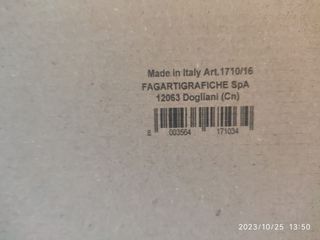 Made in Italy Art.1710/16
FAGARTIGRAFICHE SpA
12063 Dogliani (Cn)
8 003564 171034
2023/10/25 13:50